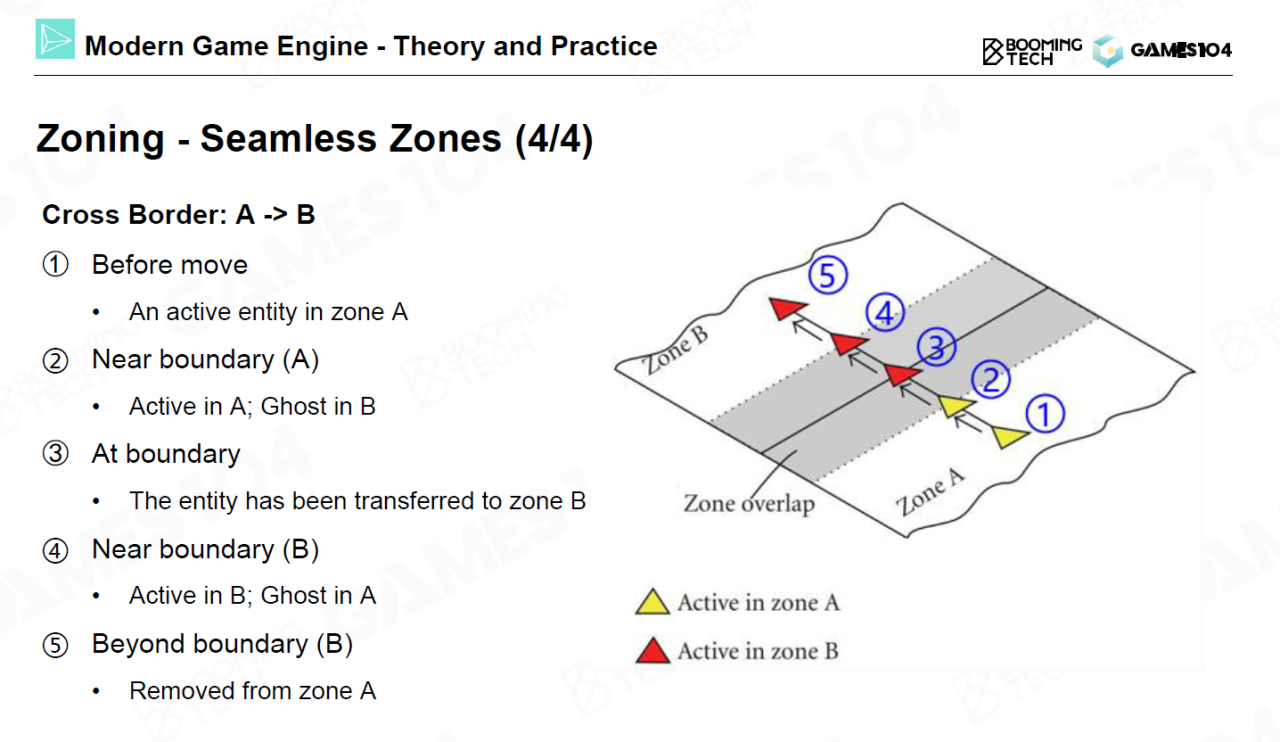 Modern Game Engine - Theory and Practice
BOOMING
TECH
GAMES104
Zoning - Seamless Zones (4/4)
Cross Border: A -> B
① Before move
• An active entity in zone A
② Near boundary (A)
• Active in A; Ghost in B
③ At boundary
• The entity has been transferred to zone B
④ Near boundary (B)
• Active in B; Ghost in A
⑤ Beyond boundary (B)
• Removed from zone A
⑤
④
③
②
①
Zone B
Zone A
Zone overlap
Active in zone A
Active in zone B